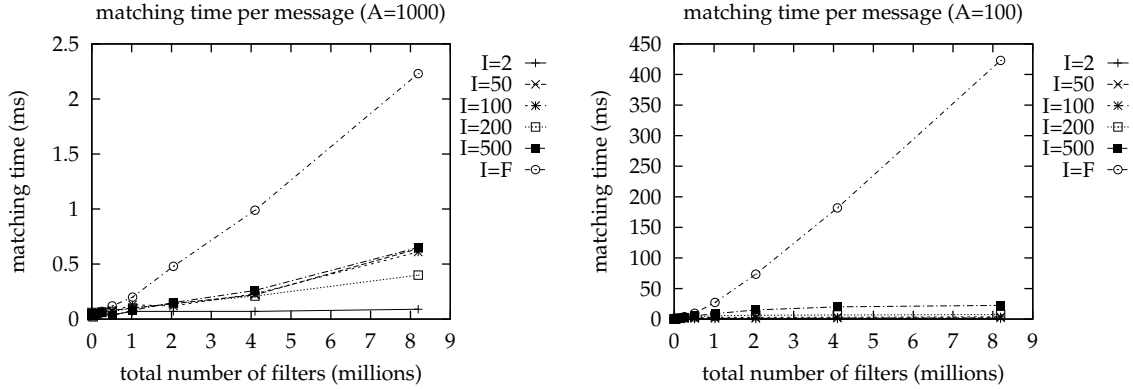 matching time per message (A=1000)
matching time (ms)
2.5
2
1.5
1
0.5
0
0 1 2 3 4 5 6 7 8 9
total number of filters (millions)
I=2
I=50
I=100
I=200
I=500
I=F
matching time per message (A=100)
matching time (ms)
450
400
350
300
250
200
150
100
50
0
0 1 2 3 4 5 6 7 8 9
total number of filters (millions)
I=2
I=50
I=100
I=200
I=500
I=F